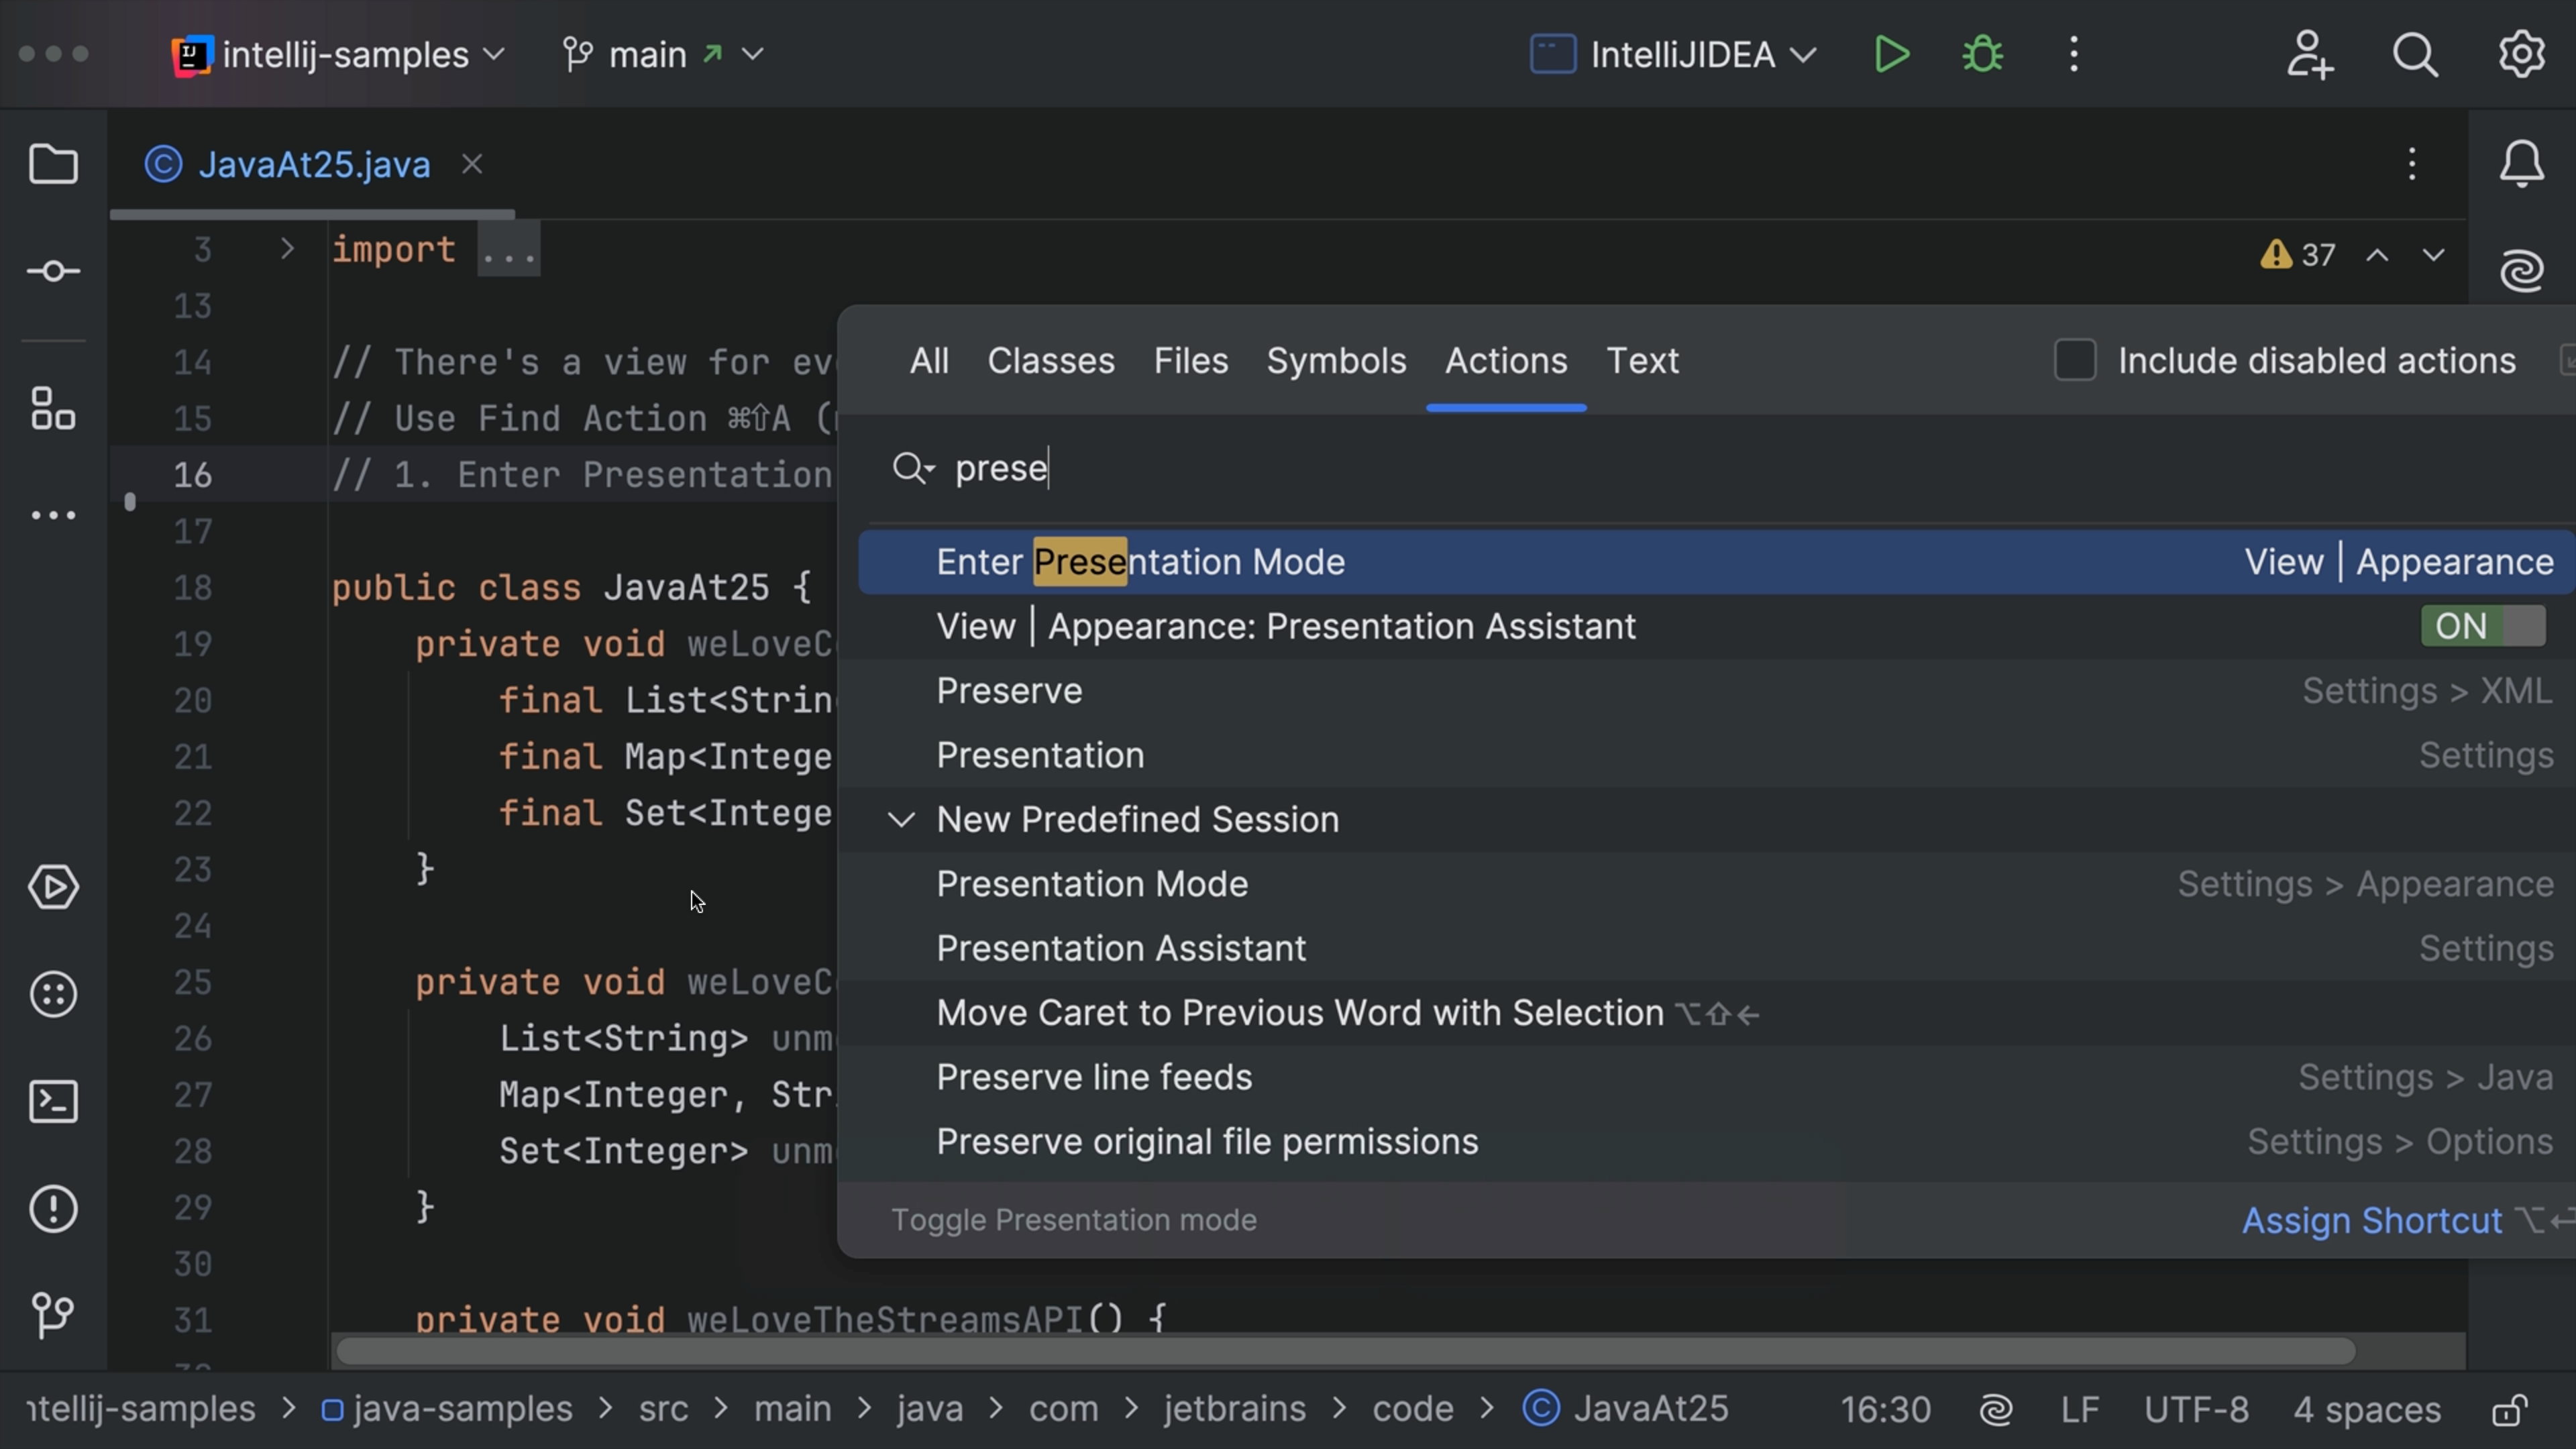 intellij-samples main IntelliJIDEA
JavaAt25.java
3 import ...
37
13
14 // There's a view for ev
15 // Use Find Action ⌘⇧A (
16 // 1. Enter Presentation
17
18 public class JavaAt25 {
19 private void weLoveC
20 final List<String
21 final Map<Intege
22 final Set<Intege
23 }
24
25 private void weLoveC
26 List<String> unm
27 Map<Integer, Str
28 Set<Integer> unm
29 }
30
31 private void weLoveTheStreamsAPI() {
All Classes Files Symbols Actions Text Include disabled actions
prese
Enter Presentation Mode View | Appearance
View | Appearance: Presentation Assistant ON
Preserve Settings > XML
Presentation Settings
New Predefined Session
Presentation Mode Settings > Appearance
Presentation Assistant Settings
Move Caret to Previous Word with Selection ⌥⇧←
Preserve line feeds Settings > Java
Preserve original file permissions Settings > Options
Toggle Presentation mode Assign Shortcut ⌥⏎
ntellij-samples > java-samples > src > main > java > com > jetbrains > code > JavaAt25 16:30 LF UTF-8 4 spaces